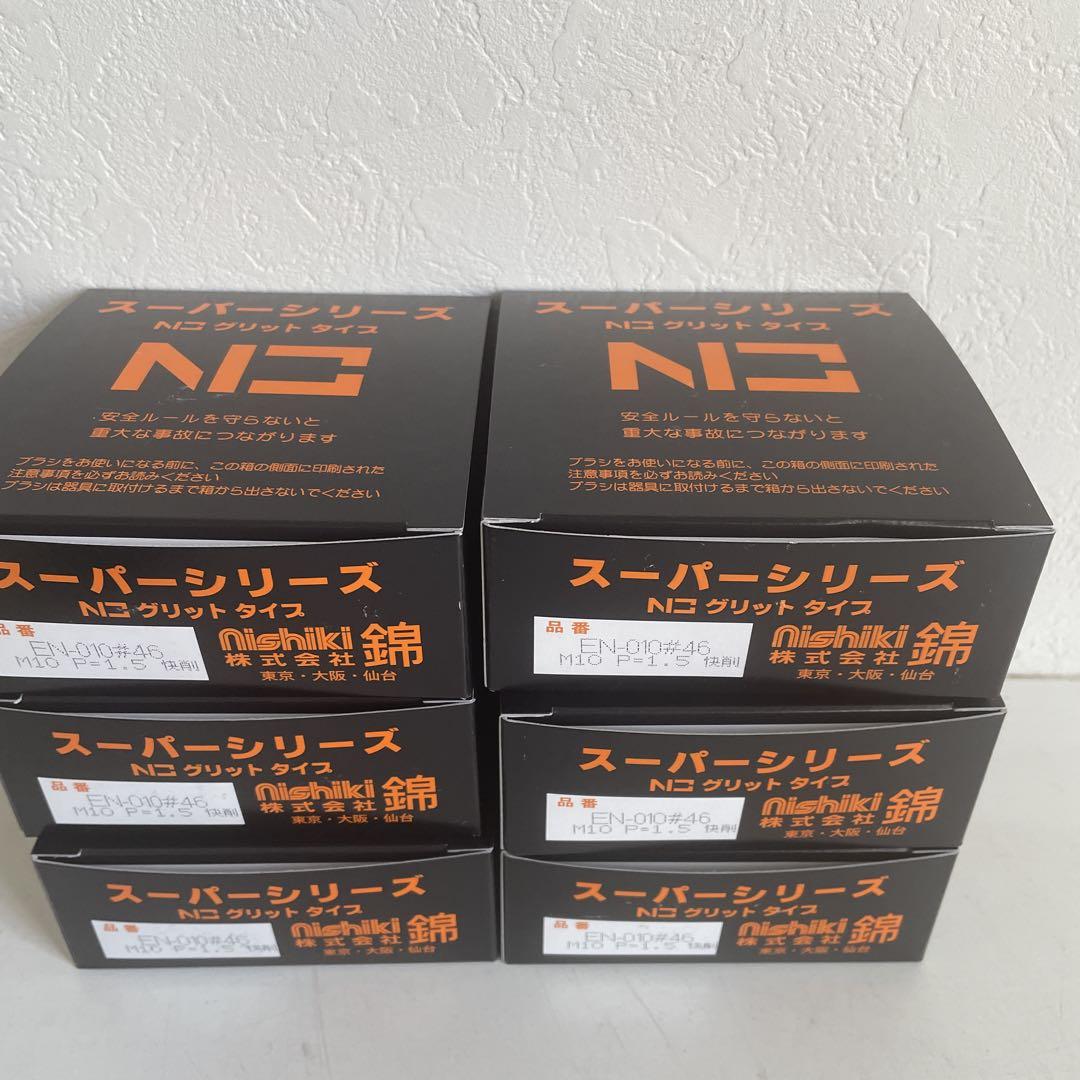 スーパーシリーズ
NC グリット タイプ
NC
安全ルールを守らないと
重大な事故につながります
ブラシをお使いになる前に、この箱の側面に印刷された
注意事項を必ずお読みください
ブラシは器具に取付けるまで箱から出さないでください
スーパーシリーズ
NC グリット タイプ
品番
EN-010#46
M10 P=1.5 快削
nishiki
株式会社 錦
東京・大阪・仙台
スーパーシリーズ
NC グリット タイプ
NC
安全ルールを守らないと
重大な事故につながります
ブラシをお使いになる前に、この箱の側面に印刷された
注意事項を必ずお読みください
ブラシは器具に取付けるまで箱から出さないでください
スーパーシリーズ
NC グリット タイプ
品番
EN-010#46
M10 P=1.5 快削
nishiki
株式会社 錦
東京・大阪・仙台
スーパーシリーズ
NC グリット タイプ
品番
EN-010#46
M10 P=1.5 快削
nishiki
株式会社 錦
東京・大阪・仙台
スーパーシリーズ
NC グリット タイプ
品番
EN-010#46
M10 P=1.5 快削
nishiki
株式会社 錦
東京・大阪・仙台
スーパーシリーズ
NC グリット タイプ
品番
EN-010#46
M10 P=1.5 快削
nishiki
株式会社 錦
東京・大阪・仙台
スーパーシリーズ
NC グリット タイプ
品番
EN-010#46
M10 P=1.5 快削
nishiki
株式会社 錦
東京・大阪・仙台